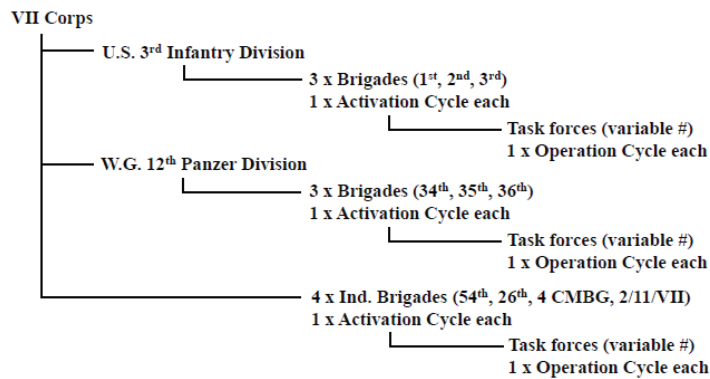 VII Corps
U.S. 3rd Infantry Division
3 x Brigades (1st, 2nd, 3rd)
1 x Activation Cycle each
Task forces (variable #)
1 x Operation Cycle each
W.G. 12th Panzer Division
3 x Brigades (34th, 35th, 36th)
1 x Activation Cycle each
Task forces (variable #)
1 x Operation Cycle each
4 x Ind. Brigades (54th, 26th, 4 CMBG, 2/11/VII)
1 x Activation Cycle each
Task forces (variable #)
1 x Operation Cycle each